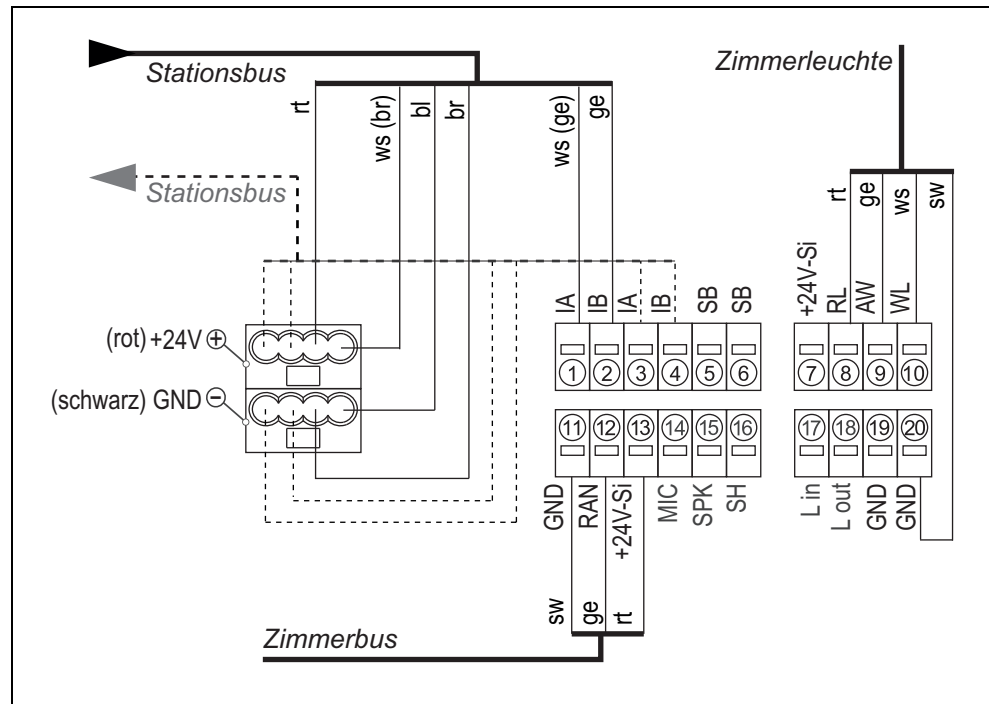 Stationsbus
Zimmerleuchte
rt
ws (br)
bl
br
ws (ge)
ge
Stationsbus
rt
ge
ws
sw
IA
IB
IA
IB
SB
SB
+24V-Si
RL
AW
WL
(rot) +24V +
(schwarz) GND −
1 2 3 4 5 6
7 8 9 10
11 12 13 14 15 16
17 18 19 20
GND
RAN
+24V-Si
MIC
SPK
SH
L in
L out
GND
GND
sw
ge
rt
Zimmerbus